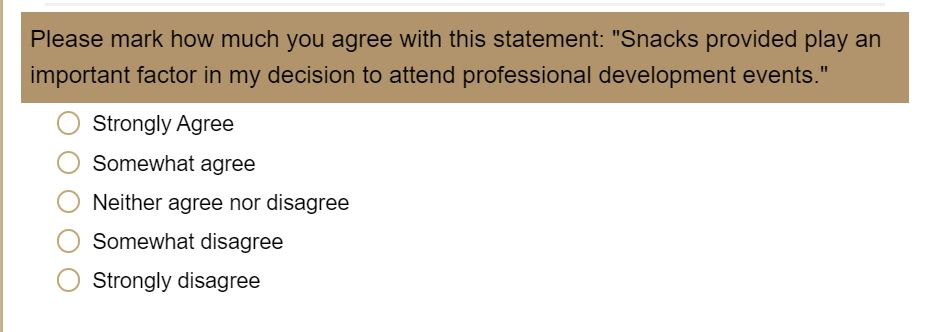 Please mark how much you agree with this statement: "Snacks provided play an
important factor in my decision to attend professional development events."
Strongly Agree
Somewhat agree
Neither agree nor disagree
Somewhat disagree
Strongly disagree